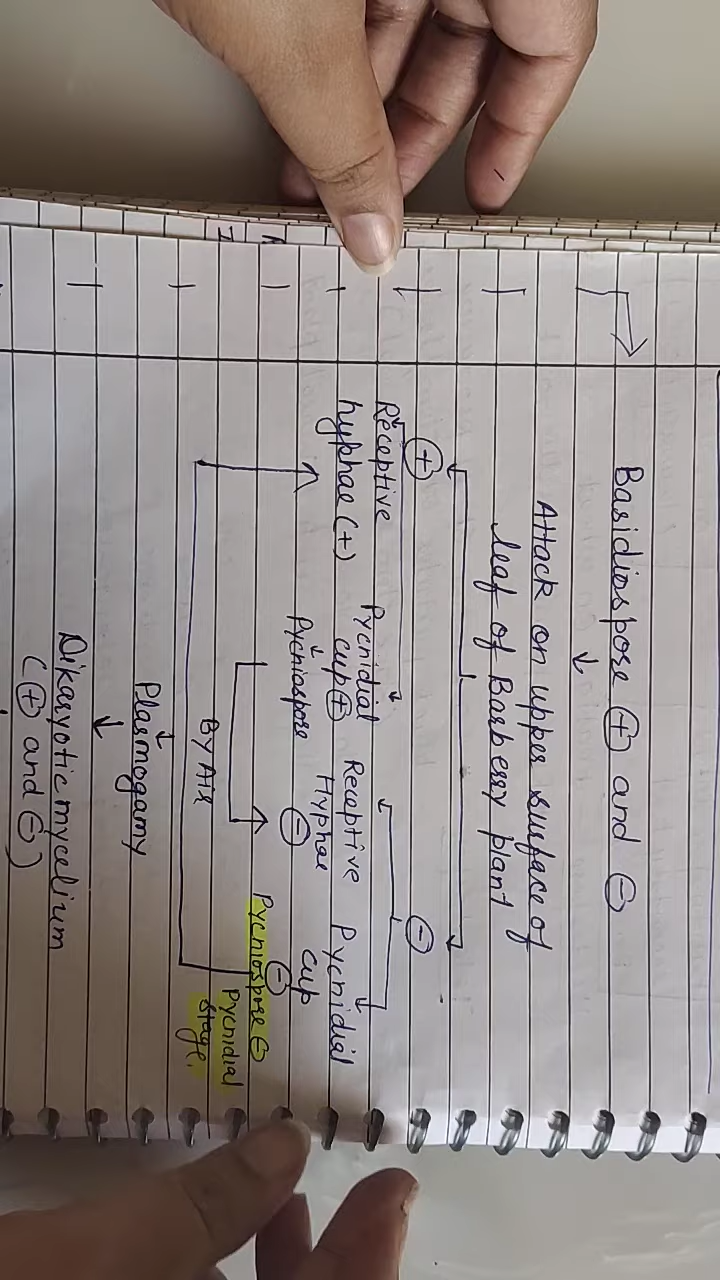 Basidiospore (+) and (-)
↓
Attack on upper surface of
leaf of Barberry plant
(+) (-)
Receptive
hyphae (+)
Pycnidial
cup (+)
Pycniospore
Receptive
Hyphae
(-)
Pycnidial
cup
(-)
Pycniospore (-)
Pycnidial
stage.
By Air
↓
Plasmogamy
↓
Dikaryotic mycelium
((+) and (-))